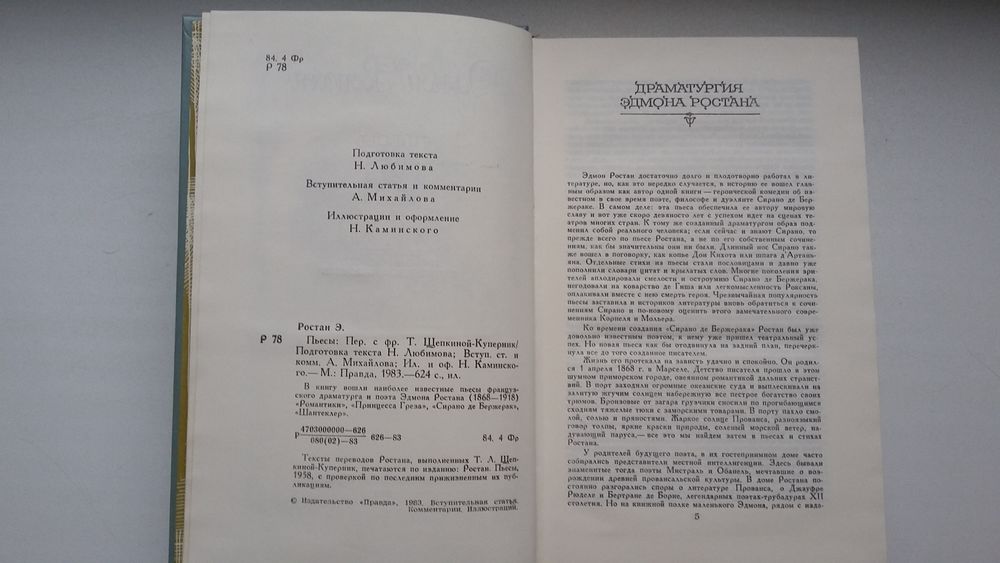 84. 4 Фр
Р 78
Подготовка текста
Н. Любимова
Вступительная статья и комментарии
А. Михайлова
Иллюстрации и оформление
Н. Каминского
Ростан Э.
Р 78
Пьесы: Пер. с фр. Т. Щепкиной-Куперник/
Подготовка текста Н. Любимова; Вступ. ст. и
комм. А. Михайлова; Ил. и оф. Н. Каминско-
го.— М.: Правда, 1983.—624 с., ил.
В книгу вошли наиболее известные пьесы французского
драматурга и поэта Эдмона Ростана (1868—1918)
«Романтики», «Принцесса Греза», «Сирано де Бержерак»,
«Шантеклер».
Р 4703000000—626
080(02)—83 626-83 84. 4 Фр
Тексты переводов Ростана, выполненных Т. Л. Щеп-
киной-Куперник, печатаются по изданию: Ростан. Пьесы,
1958, с проверкой по последним прижизненным их пуб-
ликациям.
© Издательство «Правда», 1983. Вступительная статья.
Комментарии. Иллюстрации.
ДРАМАТУРГИЯ
ЭДМОНА РОСТАНА
Эдмон Ростан достаточно долго и плодотворно работал в ли-
тературе, но, как это нередко случается, в историю ее вошел глав-
ным образом как автор одной книги — героической комедии об из-
вестном в свое время поэте, философе и дуэлянте Сирано де Бер-
жераке. В самом деле: эта пьеса обеспечила ее автору мировую
славу и вот уже скоро девяносто лет с успехом идет на сценах те-
атров многих стран. К тому же созданный драматургом образ под-
менил собой реального человека; если сейчас и знают Сирано, то
прежде всего по пьесе Ростана, а не по его собственным сочине-
ниям, как бы значительны они ни были. Длинный нос Сирано так-
же вошел в поговорку, как копье Дон Кихота или шпага д'Артань-
яна. Отдельные стихи из пьесы стали пословицами и давно уже
пополнили словари цитат и крылатых слов. Многие поколения зри-
телей аплодировали смелости и остроумию Сирано де Бержерака,
негодовали на коварство де Гиша или легкомысленность Роксаны,
оплакивали вместе с нею смерть героя. Чрезвычайная популярность
пьесы заставила и историков литературы вновь обратиться к сочи-
нениям Сирано и по-новому оценить этого замечательного совре-
менника Корнеля и Мольера.
Ко времени создания «Сирано де Бержерака» Ростан был уже
довольно известным поэтом, к нему уже пришел театральный ус-
пех. Но новая пьеса как бы отодвинула на задний план, перечерк-
нула все до того созданное писателем.
Жизнь его протекала на зависть удачно и спокойно. Он родил-
ся 1 апреля 1868 г. в Марселе. Детство писателя прошло в этом
шумном приморском городе, овеянном романтикой дальних странст-
вий. В порт заходили огромные океанские суда и выплескивали на
залитую жгучим солнцем набережную все пестрое богатство своих
трюмов. Бронзовые от загара грузчики сносили по прогибающимся
сходням тяжелые тюки с заморскими товарами. В порту пахло смо-
лой, солью и пряностями. Жаркое солнце Прованса, разноязыкий
говор толпы, яркие краски природы, соленый морской ветер, на-
дувающий паруса,— все это мы найдем затем в пьесах и стихах
Ростана.
У родителей будущего поэта, в их гостеприимном доме часто
собирались представители местной интеллигенции. Здесь бывали
знаменитые тогда поэты Мистраль и Обанель, мечтавшие о
возрождении древней провансальской культуры. В доме Ростана по-
стоянно разгорались споры о литературе Прованса, о Джауфре
Рюделе и Бертране де Борне, легендарных поэтах-трубадурах XII
столетия. Но на книжной полке маленького Эдмона, рядом с изда-
5